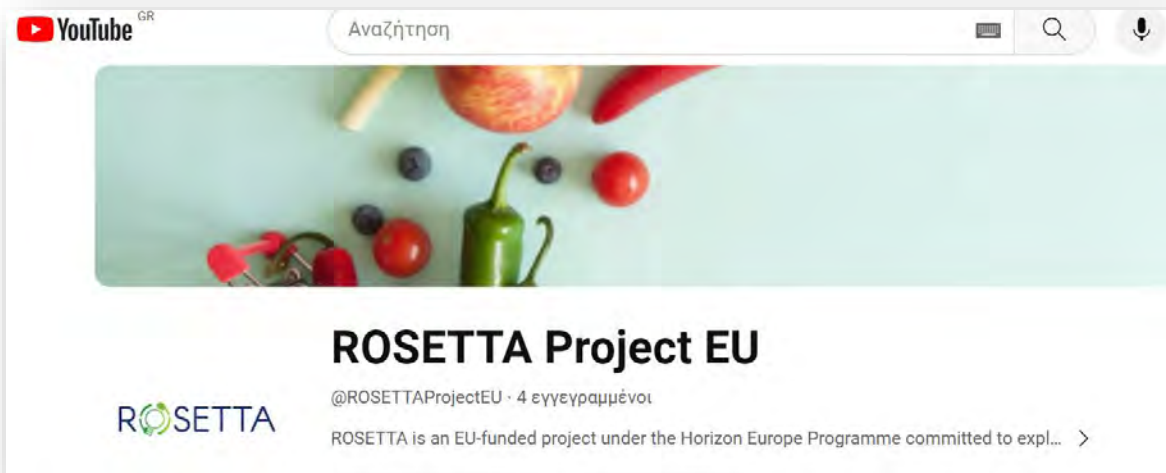 YouTube GR
Αναζήτηση
ROSETTA Project EU
@ROSETTAProjectEU · 4 εγγεγραμμένοι
ROSETTA
ROSETTA is an EU-funded project under the Horizon Europe Programme committed to expl...